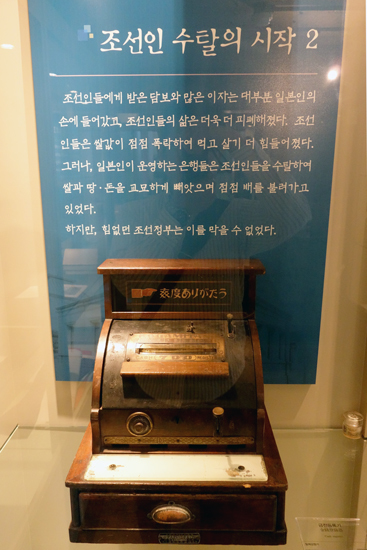 조선인 수탈의 시작 2
조선인들에게 받은 담보와 많은 이자는 대부분 일본인의
손에 들어갔고, 조선인들의 삶은 더욱 더 피폐해졌다. 조선
인들은 쌀값이 점점 폭락하여 먹고 살기 더 힘들어졌다.
그러나, 일본인이 운영하는 은행들은 조선인들을 수탈하여
쌀과 땅·돈을 교묘하게 빼앗으며 점점 배를 불려가고
있었다.
하지만, 힘없던 조선정부는 이를 막을 수 없었다.
毎度ありがたう